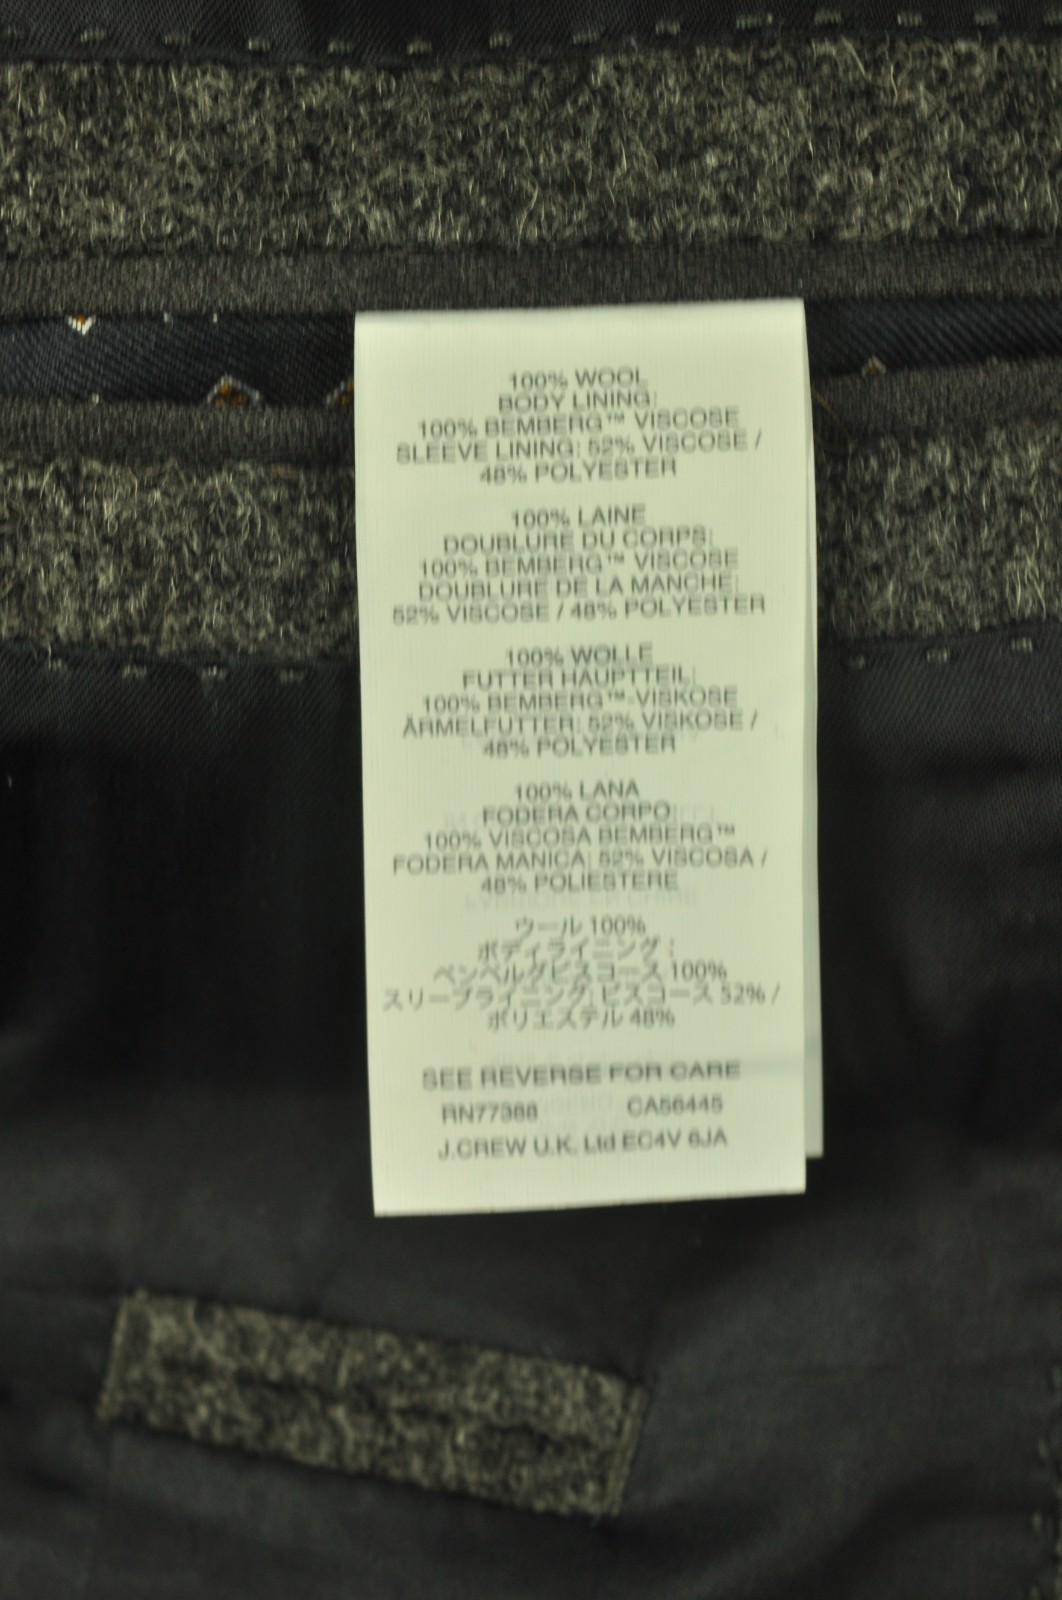 100% WOOL
BODY LINING:
100% BEMBERG™ VISCOSE
SLEEVE LINING: 52% VISCOSE /
48% POLYESTER
100% LAINE
DOUBLURE DU CORPS:
100% BEMBERG™ VISCOSE
DOUBLURE DE LA MANCHE:
52% VISCOSE / 48% POLYESTER
100% WOLLE
FUTTER HAUPTTEIL:
100% BEMBERG™-VISKOSE
ÄRMELFUTTER: 52% VISKOSE /
48% POLYESTER
100% LANA
FODERA CORPO:
100% VISCOSA BEMBERG™
FODERA MANICA: 52% VISCOSA /
48% POLIESTERE
ウール 100%
ボディライニング :
ベンベルグビスコース 100%
スリーブライニング: ビスコース 52% /
ポリエステル 48%
SEE REVERSE FOR CARE
RN77388 CA56445
J.CREW U.K. Ltd EC4V 6JA